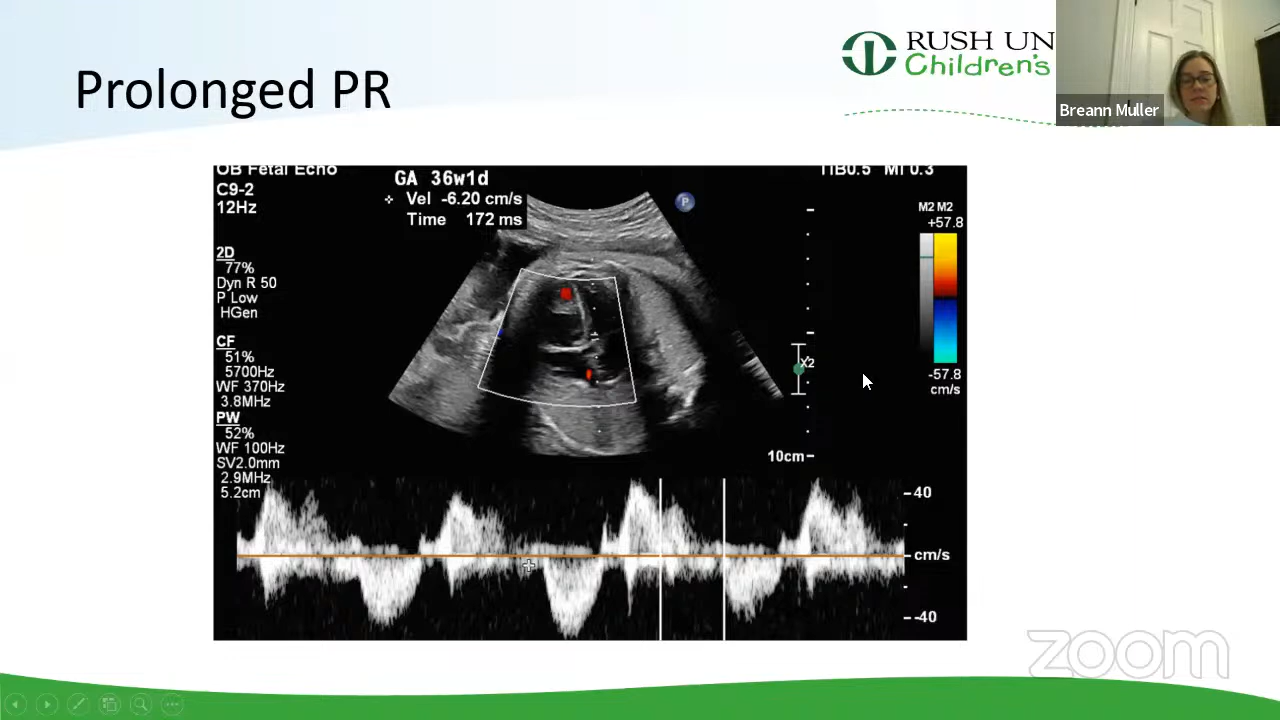 Prolonged PR
RUSH UN
Children's
Breann Muller
OB Fetal Echo
C9-2
12Hz
GA 36w1d
Vel -6.20 cm/s
Time 172 ms
TIB0.5 MI 0.3
P
M2 M2
+57.8
-57.8
cm/s
2D
77%
Dyn R 50
P Low
HGen
CF
51%
5700Hz
WF 370Hz
3.8MHz
PW
52%
WF 100Hz
SV2.0mm
2.9MHz
5.2cm
X2
10cm
40
cm/s
-40
zoom